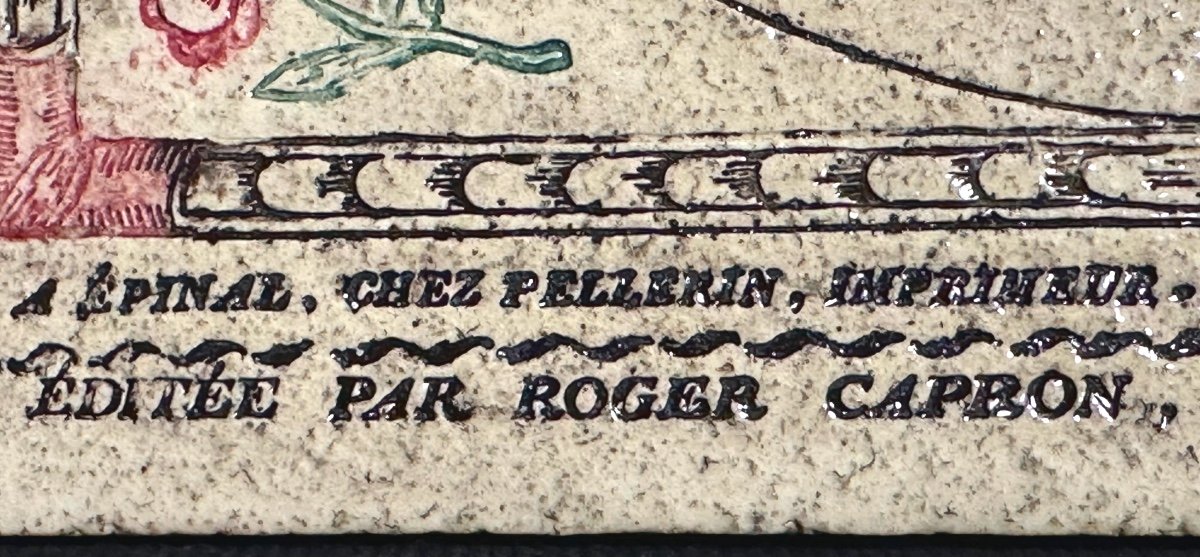 A ÉPINAL, CHEZ PELLERIN, IMPRIMEUR.
ÉDITÉE PAR ROGER CAPRON,